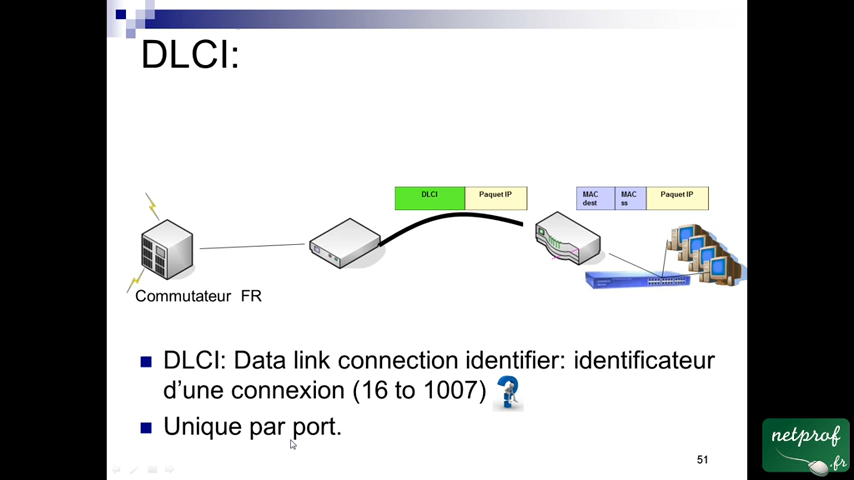 DLCI:
DLCI
Paquet IP
MAC dest
MAC ss
Paquet IP
Commutateur FR
DLCI: Data link connection identifier: identificateur
d’une connexion (16 to 1007)
Unique par port.
51
netprof
.fr